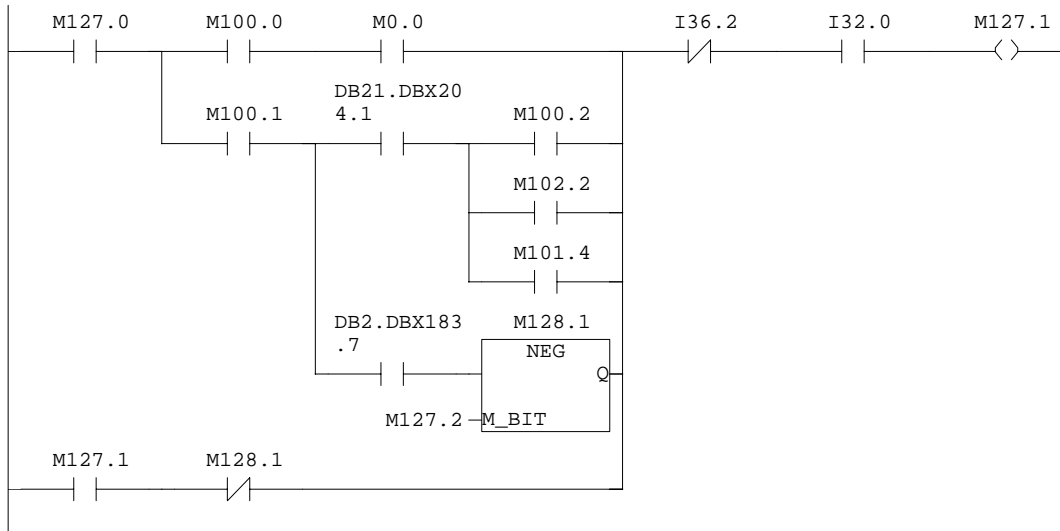 M127.0 M100.0 M0.0 I36.2 I32.0 M127.1
DB21.DBX20
M100.1 4.1 M100.2
M102.2
M101.4
DB2.DBX183 M128.1
.7 NEG
Q
M127.2 M_BIT
M127.1 M128.1